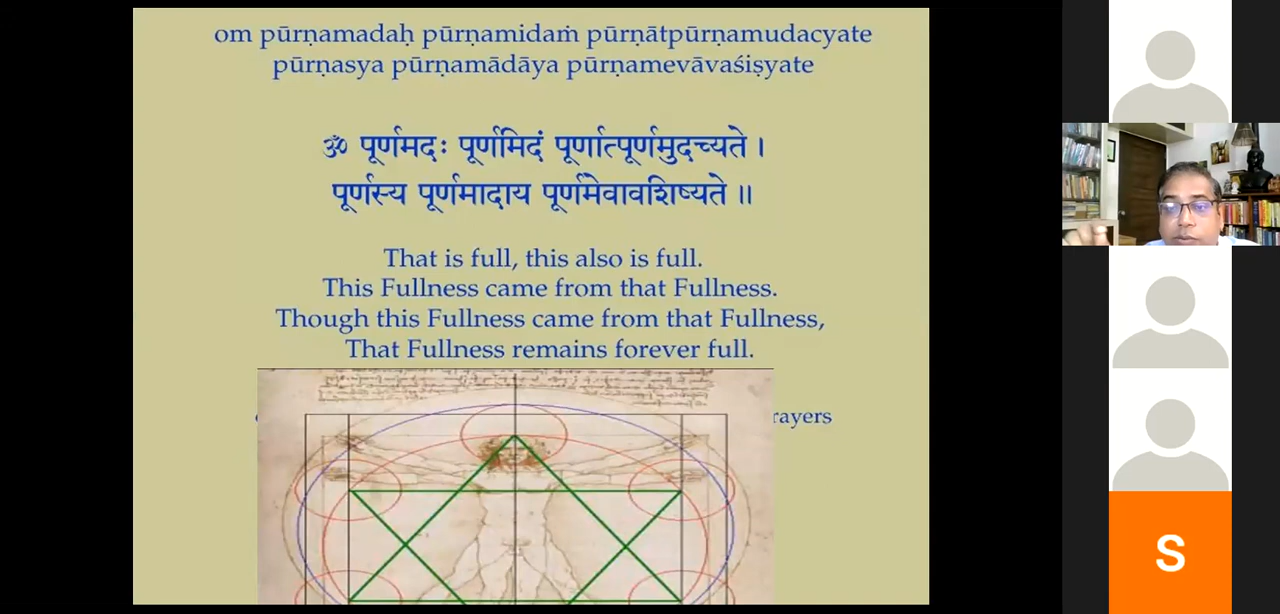 om pūrṇamadaḥ pūrṇamidaṁ pūrṇātpūrṇamudacyate
pūrṇasya pūrṇamādāya pūrṇamevāvaśiṣyate
ॐ पूर्णमदः पूर्णमिदं पूर्णात्पूर्णमुदच्यते ।
पूर्णस्य पूर्णमादाय पूर्णमेवावशिष्यते ॥
That is full, this also is full.
This Fullness came from that Fullness.
Though this Fullness came from that Fullness,
That Fullness remains forever full.
rayers
S